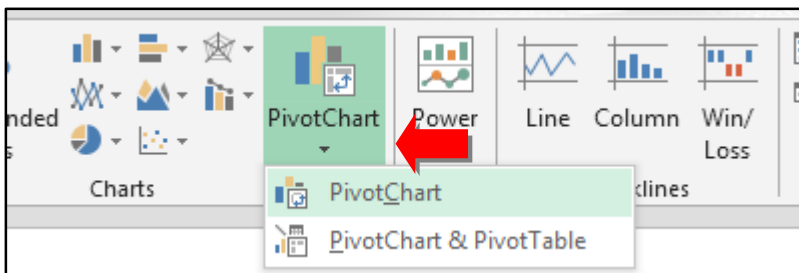 nded
s
PivotChart
Power
Line
Column
Win/
Loss
Charts
klines
PivotChart
PivotChart & PivotTable